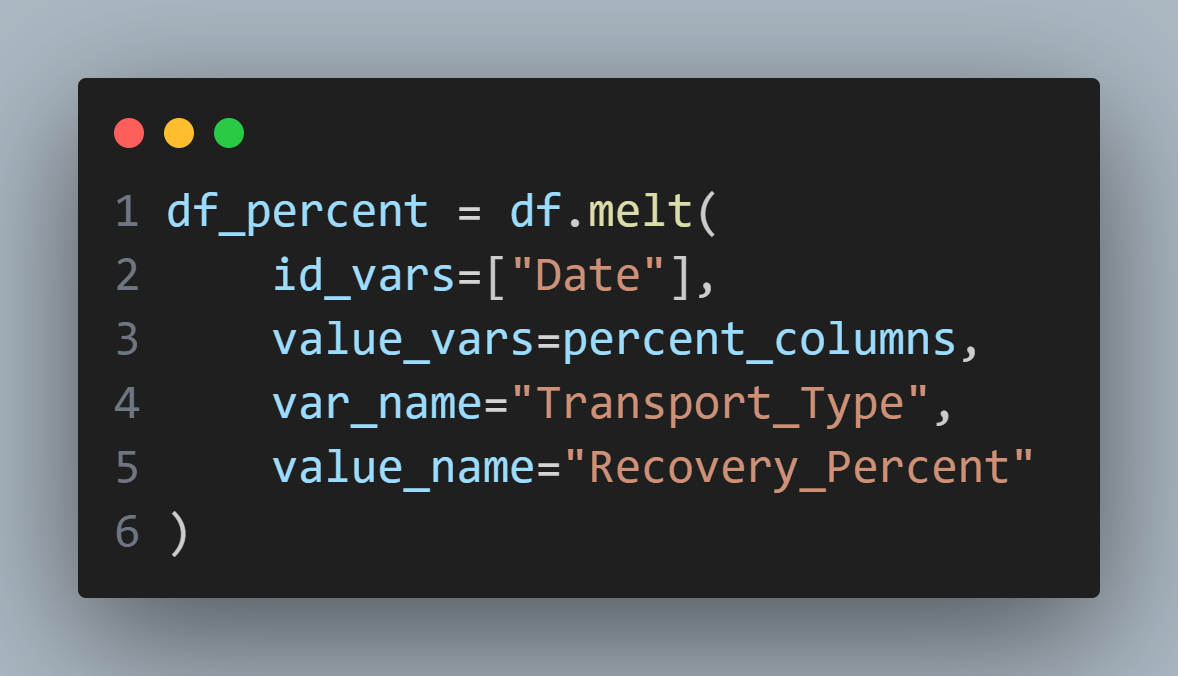 1 df_percent = df.melt(
2     id_vars=["Date"],
3     value_vars=percent_columns,
4     var_name="Transport_Type",
5     value_name="Recovery_Percent"
6 )